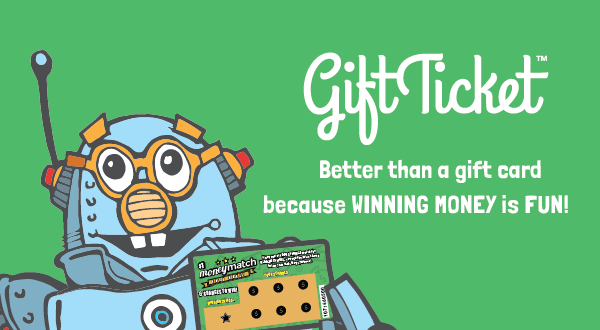 GiftTicket™
Better than a gift card
because WINNING MONEY is FUN!
moneymatch